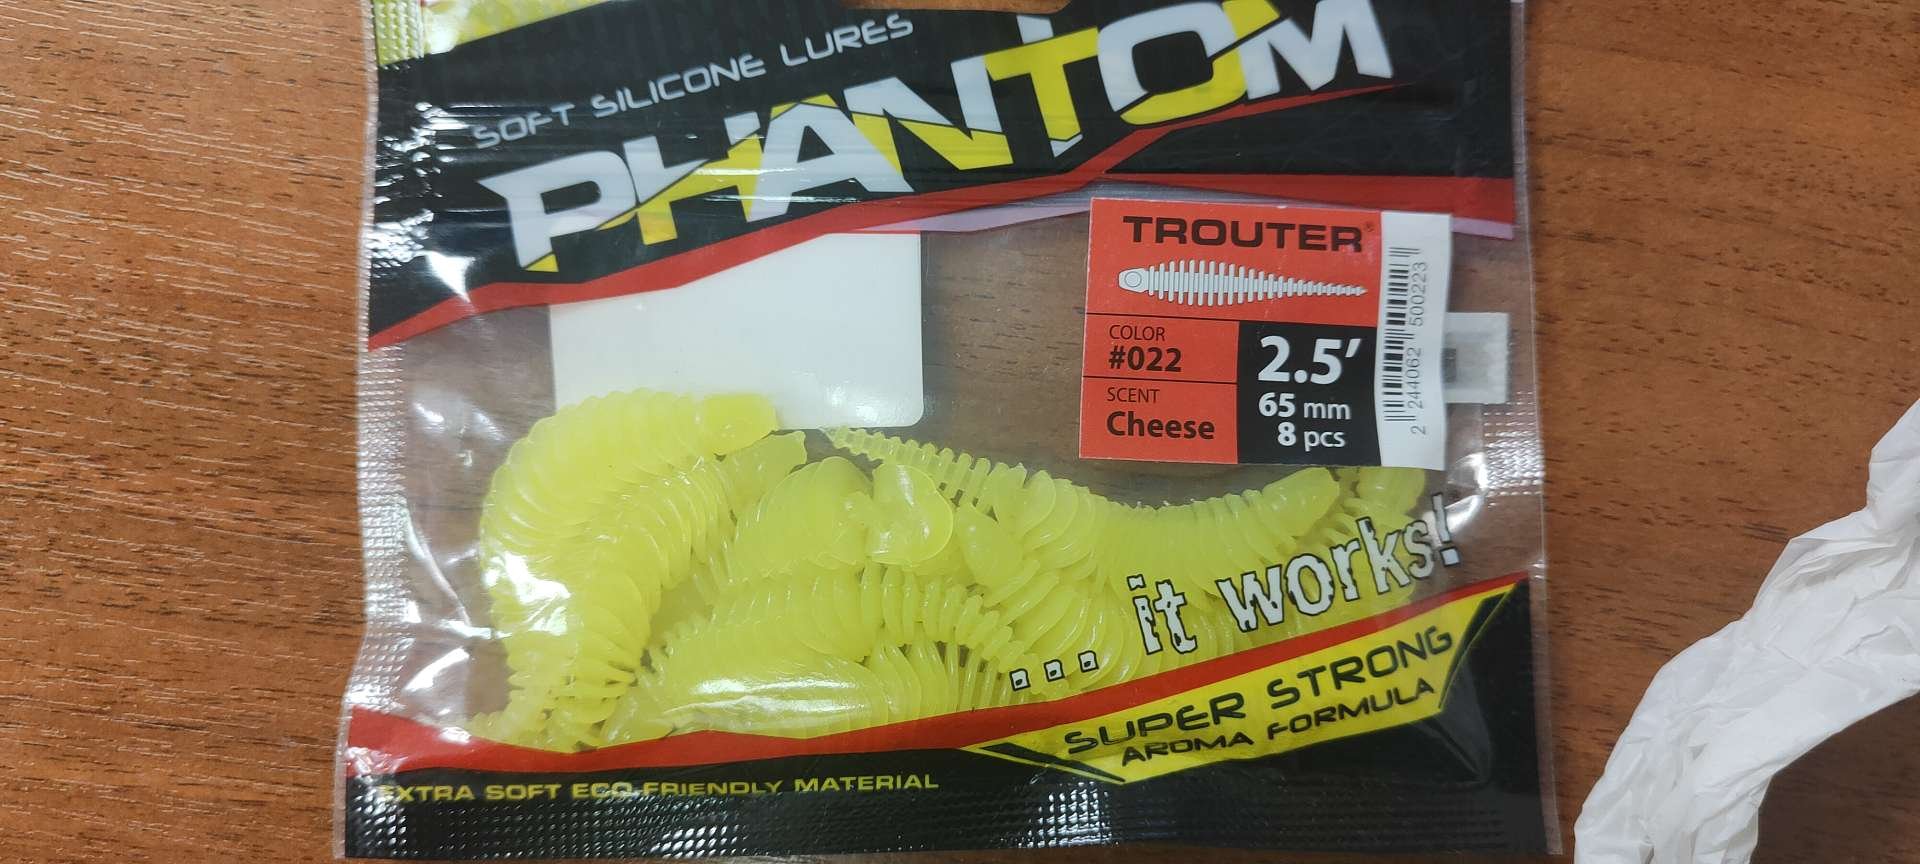 SOFT SILICONE LURES
PHANTOM
TROUTER®
COLOR
#022
SCENT
Cheese
2.5’
65 mm
8 pcs
2 244062 500223
... it works!
SUPER STRONG
AROMA FORMULA
EXTRA SOFT ECO-FRIENDLY MATERIAL